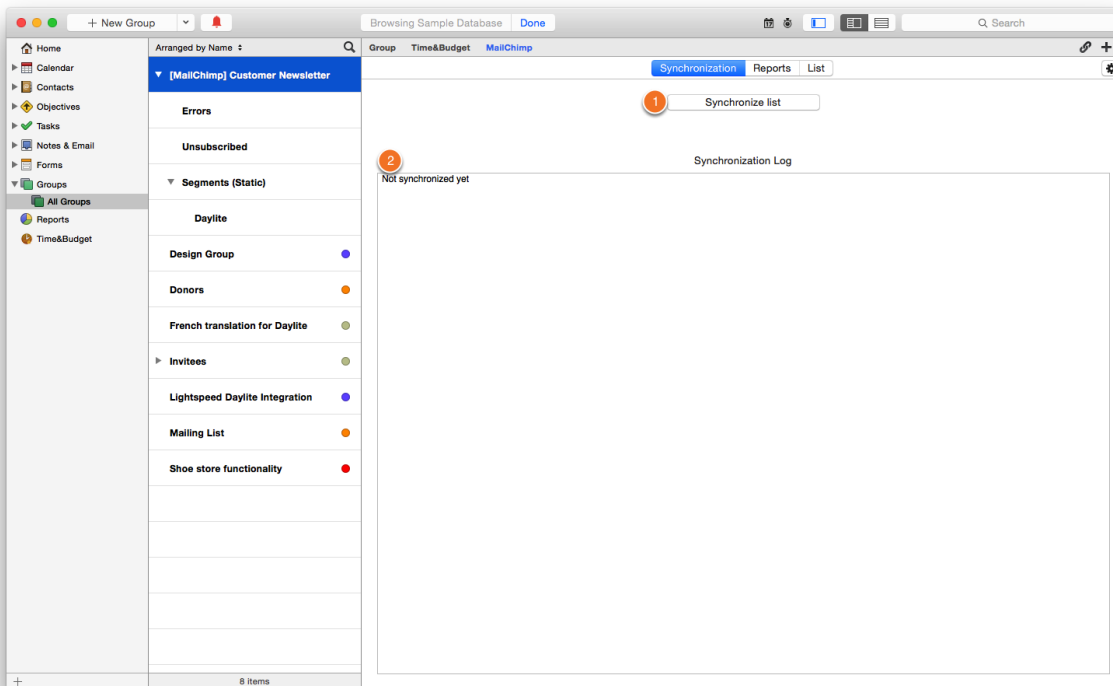 + New Group
Browsing Sample Database
Done
17
Search
Home
Calendar
Contacts
Objectives
Tasks
Notes & Email
Forms
Groups
All Groups
Reports
Time&Budget
Arranged by Name
[MailChimp] Customer Newsletter
Errors
Unsubscribed
Segments (Static)
Daylite
Design Group
Donors
French translation for Daylite
Invitees
Lightspeed Daylite Integration
Mailing List
Shoe store functionality
8 items
Group Time&Budget MailChimp
Synchronization Reports List
1 Synchronize list
2 Synchronization Log
Not synchronized yet